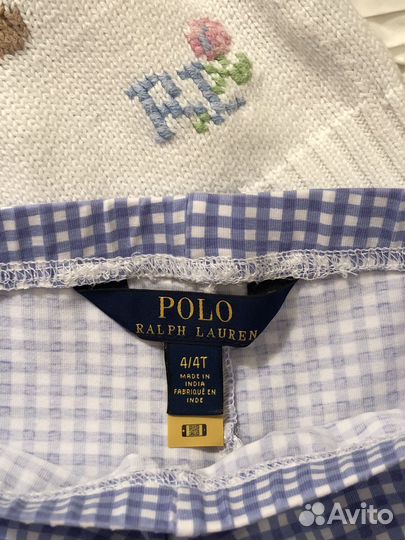 RL
POLO
RALPH LAUREN
4/4T
MADE IN
INDIA
FABRIQUÉ EN
INDE
Avito